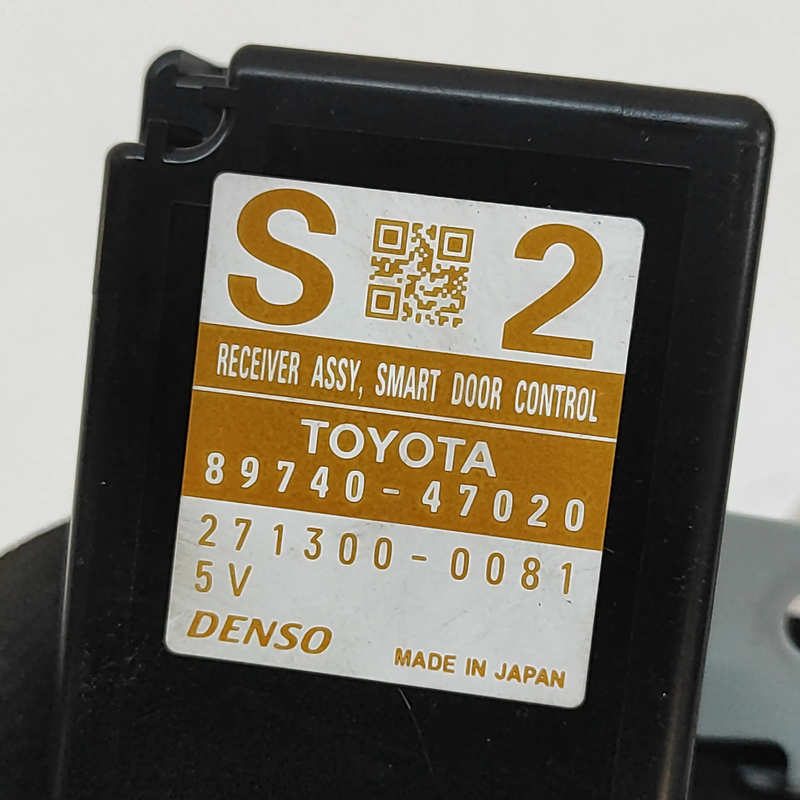 S 2
RECEIVER ASSY, SMART DOOR CONTROL
TOYOTA
89740-47020
271300-0081
5V
DENSO
MADE IN JAPAN